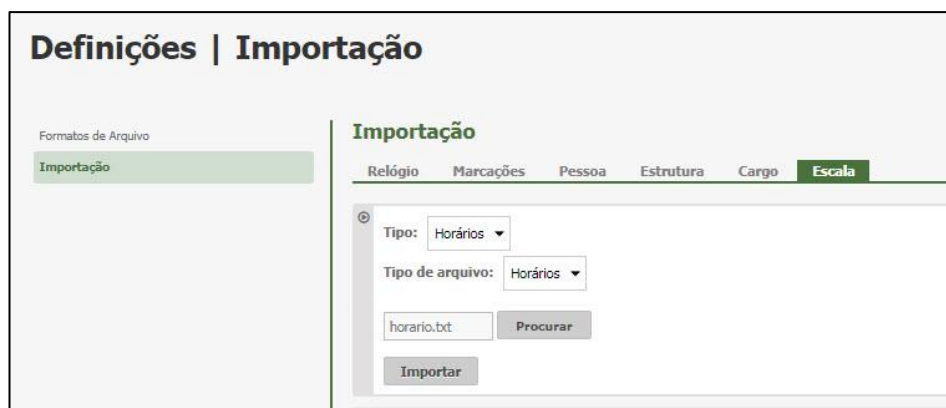 Definições | Importação
Formatos de Arquivo
Importação
Importação
Relógio Marcações Pessoa Estrutura Cargo Escala
Tipo: Horários
Tipo de arquivo: Horários
horario.txt Procurar
Importar